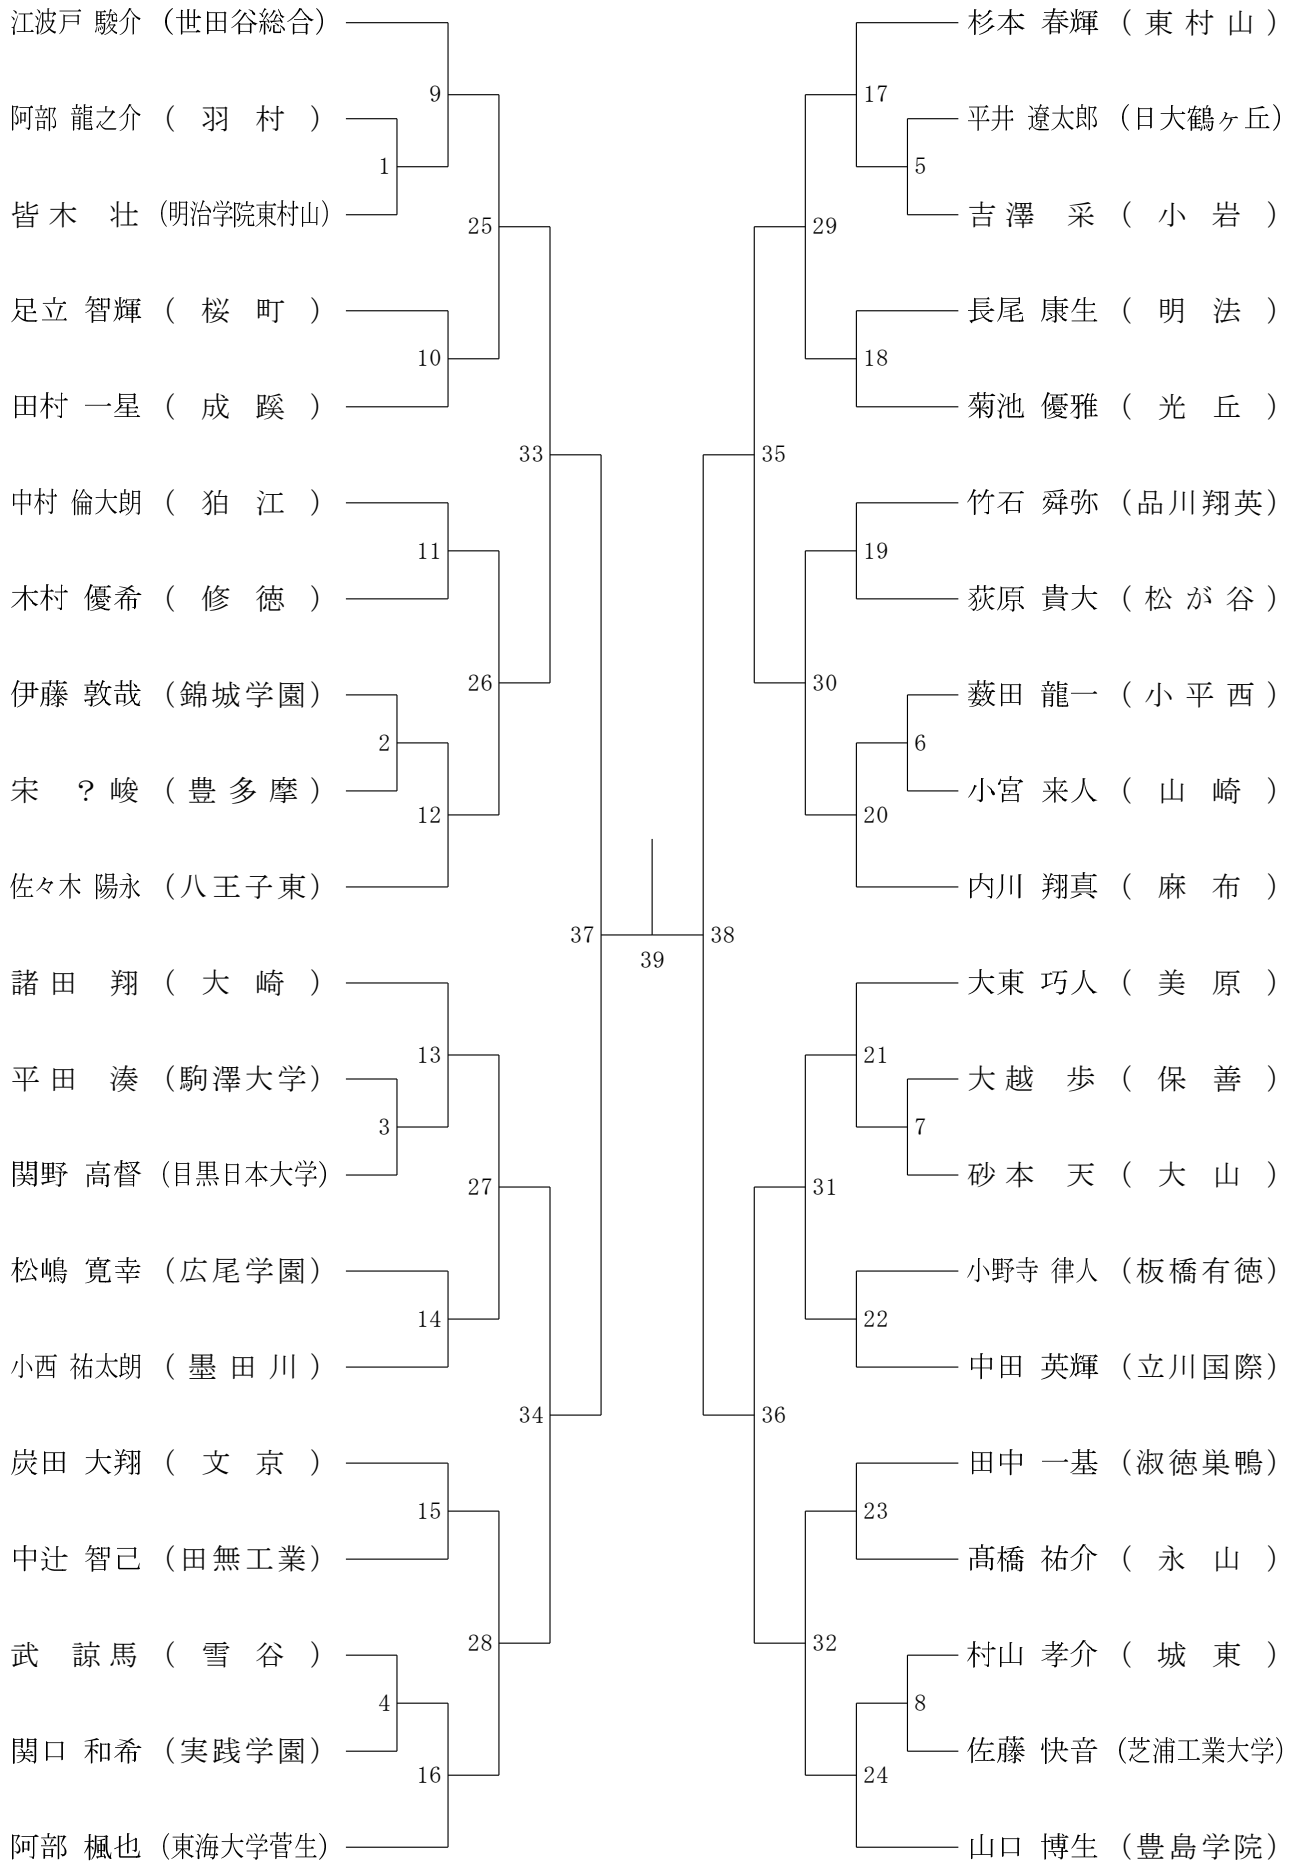 江波戸 駿介 (世田谷総合)
阿部 龍之介 ( 羽 村 )
皆 木 壮 (明治学院東村山)
足立 智輝 ( 桜 町 )
田村 一星 ( 成 蹊 )
中村 倫大朗 ( 狛 江 )
木村 優希 ( 修 徳 )
伊藤 敦哉 (錦城学園)
宋 ? 峻 ( 豊 多 摩 )
佐々木 陽永 (八王子東)
諸 田 翔 ( 大 崎 )
平 田 湊 (駒澤大学)
関野 高督 (目黒日本大学)
松嶋 寛幸 (広尾学園)
小西 祐太朗 ( 墨 田 川 )
炭田 大翔 ( 文 京 )
中辻 智己 (田無工業)
武 諒 馬 ( 雪 谷 )
関口 和希 (実践学園)
阿部 楓也 (東海大学菅生)
1
2
3
4
9
10
11
12
13
14
15
16
25
26
27
28
33
34
37
39
38
35
36
29
30
31
32
17
18
19
20
21
22
23
24
5
6
7
8
杉本 春輝 ( 東 村 山 )
平井 遼太郎 (日大鶴ヶ丘)
吉 澤 采 ( 小 岩 )
長尾 康生 ( 明 法 )
菊池 優雅 ( 光 丘 )
竹石 舜弥 (品川翔英)
荻原 貴大 ( 松 が 谷 )
薮田 龍一 ( 小 平 西 )
小宮 来人 ( 山 崎 )
内川 翔真 ( 麻 布 )
大東 巧人 ( 美 原 )
大 越 歩 ( 保 善 )
砂 本 天 ( 大 山 )
小野寺 律人 (板橋有徳)
中田 英輝 (立川国際)
田中 一基 (淑徳巣鴨)
髙橋 祐介 ( 永 山 )
村山 孝介 ( 城 東 )
佐藤 快音 (芝浦工業大学)
山口 博生 (豊島学院)